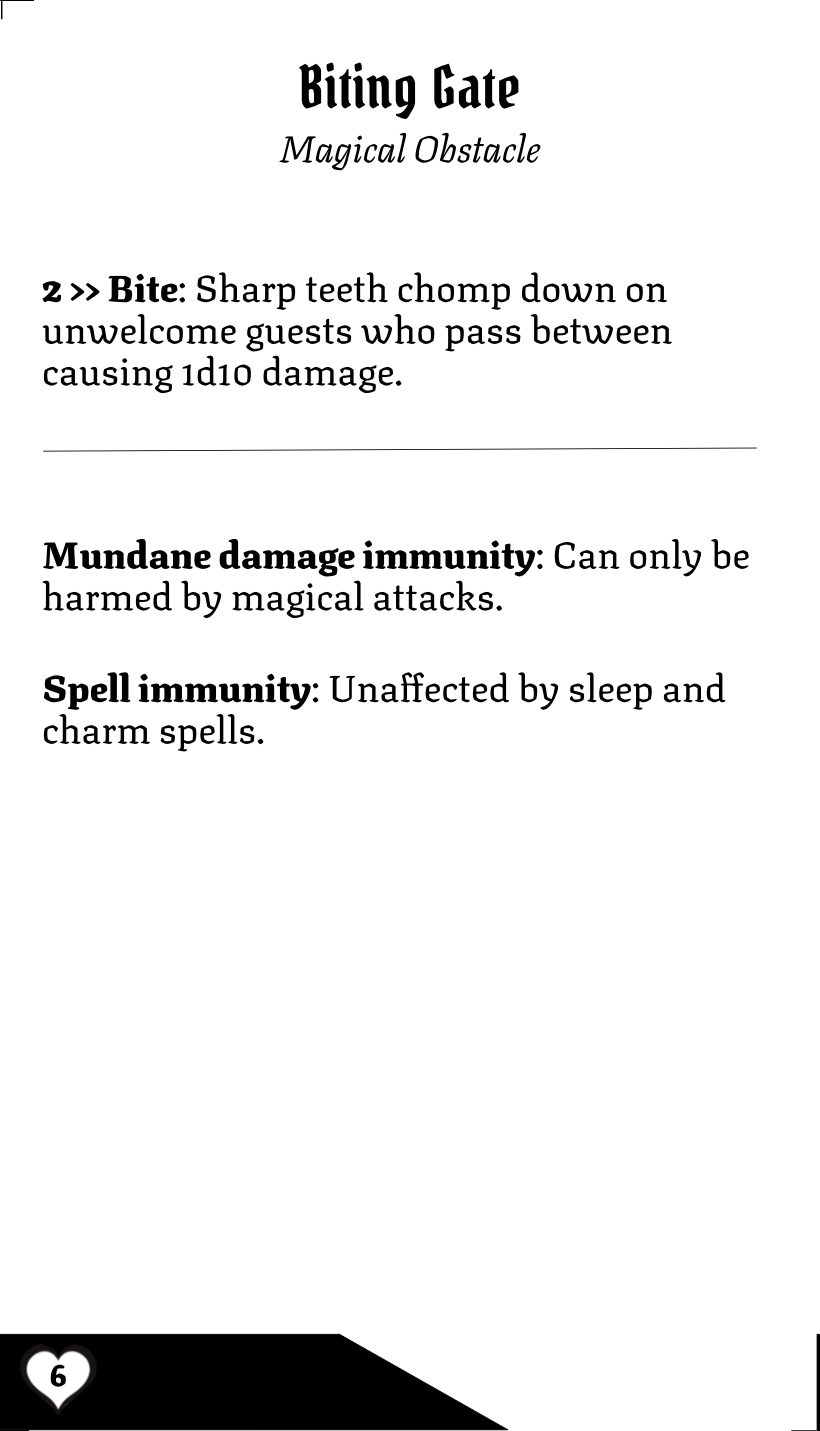 Biting Gate
Magical Obstacle
2 >> Bite: Sharp teeth chomp down on
unwelcome guests who pass between
causing 1d10 damage.
Mundane damage immunity: Can only be
harmed by magical attacks.
Spell immunity: Unaffected by sleep and
charm spells.
6